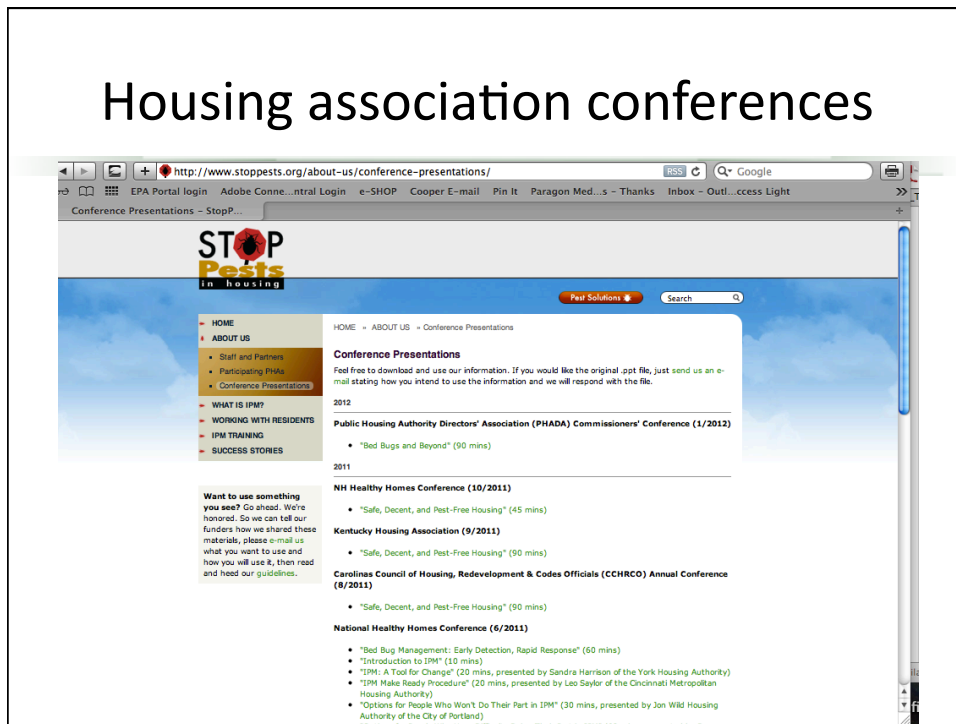 Housing association conferences
http://www.stoppests.org/about-us/conference-presentations/
RSS
Google
EPA Portal login Adobe Conne...ntral Login e-SHOP Cooper E-mail Pin It Paragon Med...s - Thanks Inbox - Outl...ccess Light
Conference Presentations - StopP...
STOP
Pests
in housing
Pest Solutions
Search
HOME
ABOUT US
Staff and Partners
Participating PHAs
Conference Presentations
WHAT IS IPM?
WORKING WITH RESIDENTS
IPM TRAINING
SUCCESS STORIES
Want to use something
you see? Go ahead. We're
honored. So we can tell our
funders how we shared these
materials, please e-mail us
what you want to use and
how you will use it, then read
and heed our guidelines.
HOME » ABOUT US » Conference Presentations
Conference Presentations
Feel free to download and use our information. If you would like the original .ppt file, just send us an e-
mail stating how you intend to use the information and we will respond with the file.
2012
Public Housing Authority Directors' Association (PHADA) Commissioners' Conference (1/2012)
"Bed Bugs and Beyond" (90 mins)
2011
NH Healthy Homes Conference (10/2011)
"Safe, Decent, and Pest-Free Housing" (45 mins)
Kentucky Housing Association (9/2011)
"Safe, Decent, and Pest-Free Housing" (90 mins)
Carolinas Council of Housing, Redevelopment & Codes Officials (CCHRCO) Annual Conference
(8/2011)
"Safe, Decent, and Pest-Free Housing" (90 mins)
National Healthy Homes Conference (6/2011)
"Bed Bug Management: Early Detection, Rapid Response" (60 mins)
"Introduction to IPM" (10 mins)
"IPM: A Tool for Change" (20 mins, presented by Sandra Harrison of the York Housing Authority)
"IPM Make Ready Procedure" (20 mins, presented by Leo Saylor of the Cincinnati Metropolitan
Housing Authority)
"Options for People Who Won't Do Their Part in IPM" (30 mins, presented by Jon Wild Housing
Authority of the City of Portland)